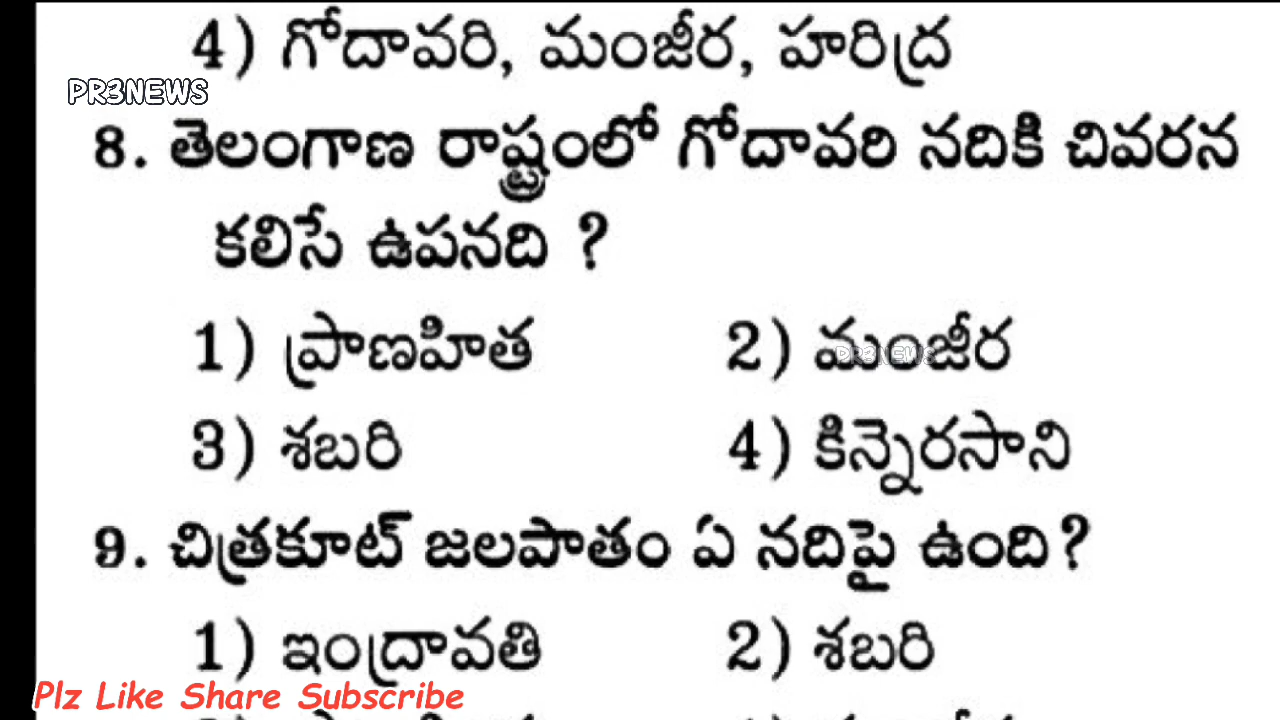 4) గోదావరి, మంజీర, హరిద్ర
PR3NEWS
8. తెలంగాణ రాష్ట్రంలో గోదావరి నదికి చివరన
కలిసే ఉపనది ?
1) ప్రాణహిత 2) మంజీర
PR3NEWS
3) శబరి 4) కిన్నెరసాని
9. చిత్రకూట్ జలపాతం ఏ నదిపై ఉంది?
1) ఇంద్రావతి 2) శబరి
Plz Like Share Subscribe